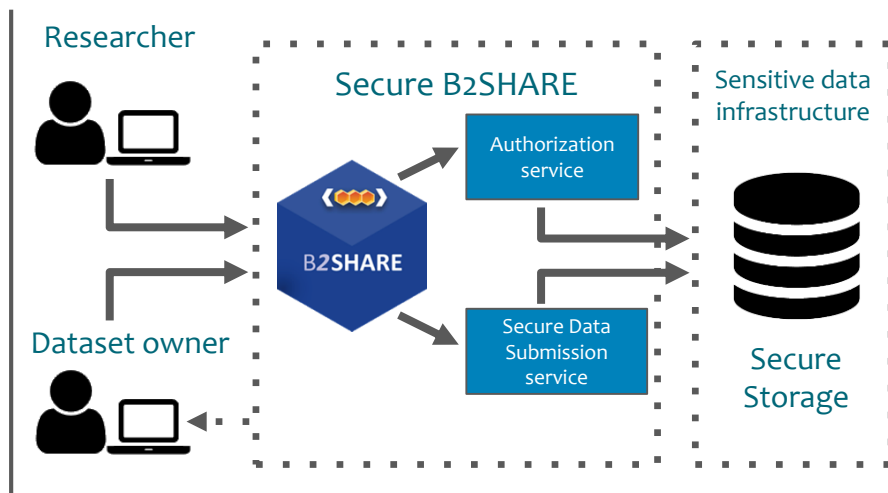 Researcher
Secure B2SHARE
Sensitive data
infrastructure
Authorization
service
B2SHARE
Dataset owner
Secure Data
Submission
service
Secure
Storage